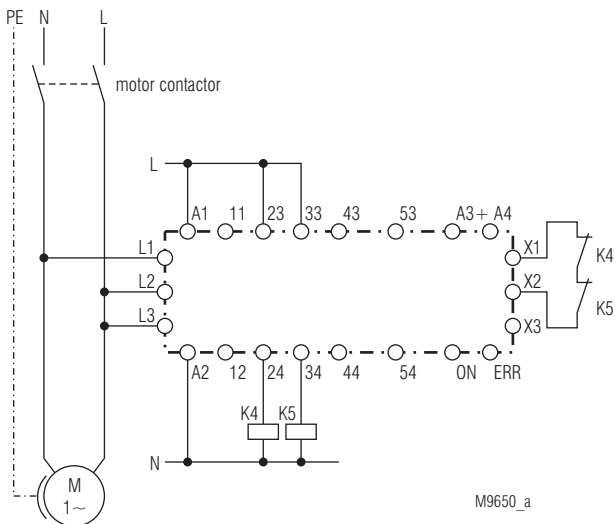 PE N L
motor contactor
L
A1 11 23 33 43 53 A3+ A4
L1 X1
K4
L2 X2
K5
L3 X3
A2 12 24 34 44 54 ON ERR
K4 K5
N
M
1~
M9650_a